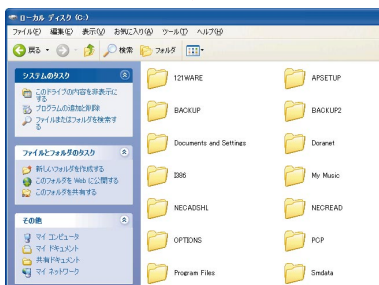 ローカル ディスク (C:)
ファイル(F) 編集(E) 表示(V) お気に入り(A) ツール(T) ヘルプ(H)
戻る 検索 フォルダ
システムのタスク
このドライブの内容を非表示に
する
プログラムの追加と削除
ファイルまたはフォルダを検索す
る
ファイルとフォルダのタスク
新しいフォルダを作成する
このフォルダを Web に公開する
このフォルダを共有する
その他
マイ コンピュータ
マイ ドキュメント
共有ドキュメント
マイ ネットワーク
121WARE APSETUP
BACKUP BACKUP2
Documents and Settings Doranet
I386 My Music
NECADSHL NECREAD
OPTIONS PCP
Program Files Smdata